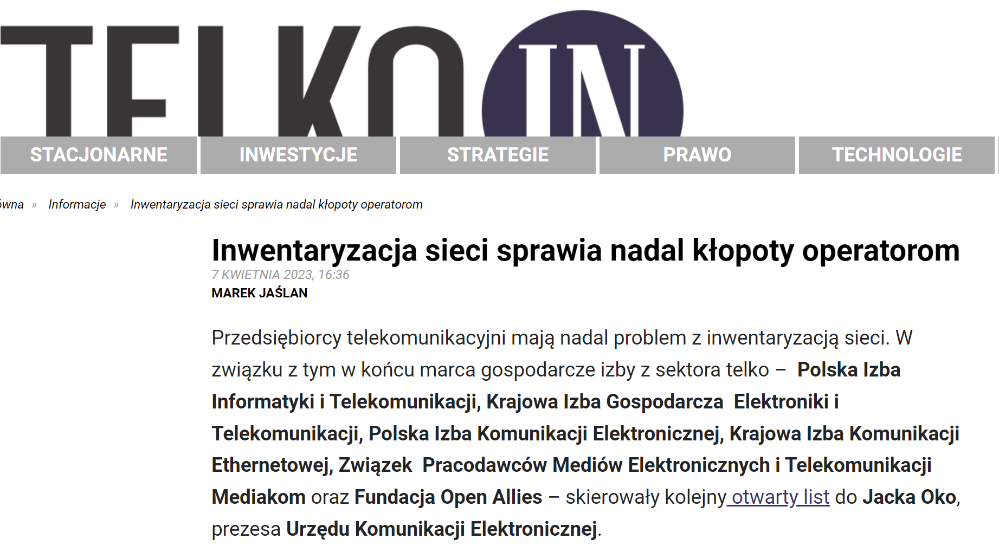 TELKO IN
STACJONARNE INWESTYCJE STRATEGIE PRAWO TECHNOLOGIE
ówna » Informacje » Inwentaryzacja sieci sprawia nadal kłopoty operatorom
Inwentaryzacja sieci sprawia nadal kłopoty operatorom
7 KWIETNIA 2023, 16:36
MAREK JAŚLAN
Przedsiębiorcy telekomunikacyjni mają nadal problem z inwentaryzacją sieci. W
związku z tym w końcu marca gospodarcze izby z sektora telko – Polska Izba
Informatyki i Telekomunikacji, Krajowa Izba Gospodarcza Elektroniki i
Telekomunikacji, Polska Izba Komunikacji Elektronicznej, Krajowa Izba Komunikacji
Ethernetowej, Związek Pracodawców Mediów Elektronicznych i Telekomunikacji
Mediakom oraz Fundacja Open Allies – skierowały kolejny otwarty list do Jacka Oko,
prezesa Urzędu Komunikacji Elektronicznej.